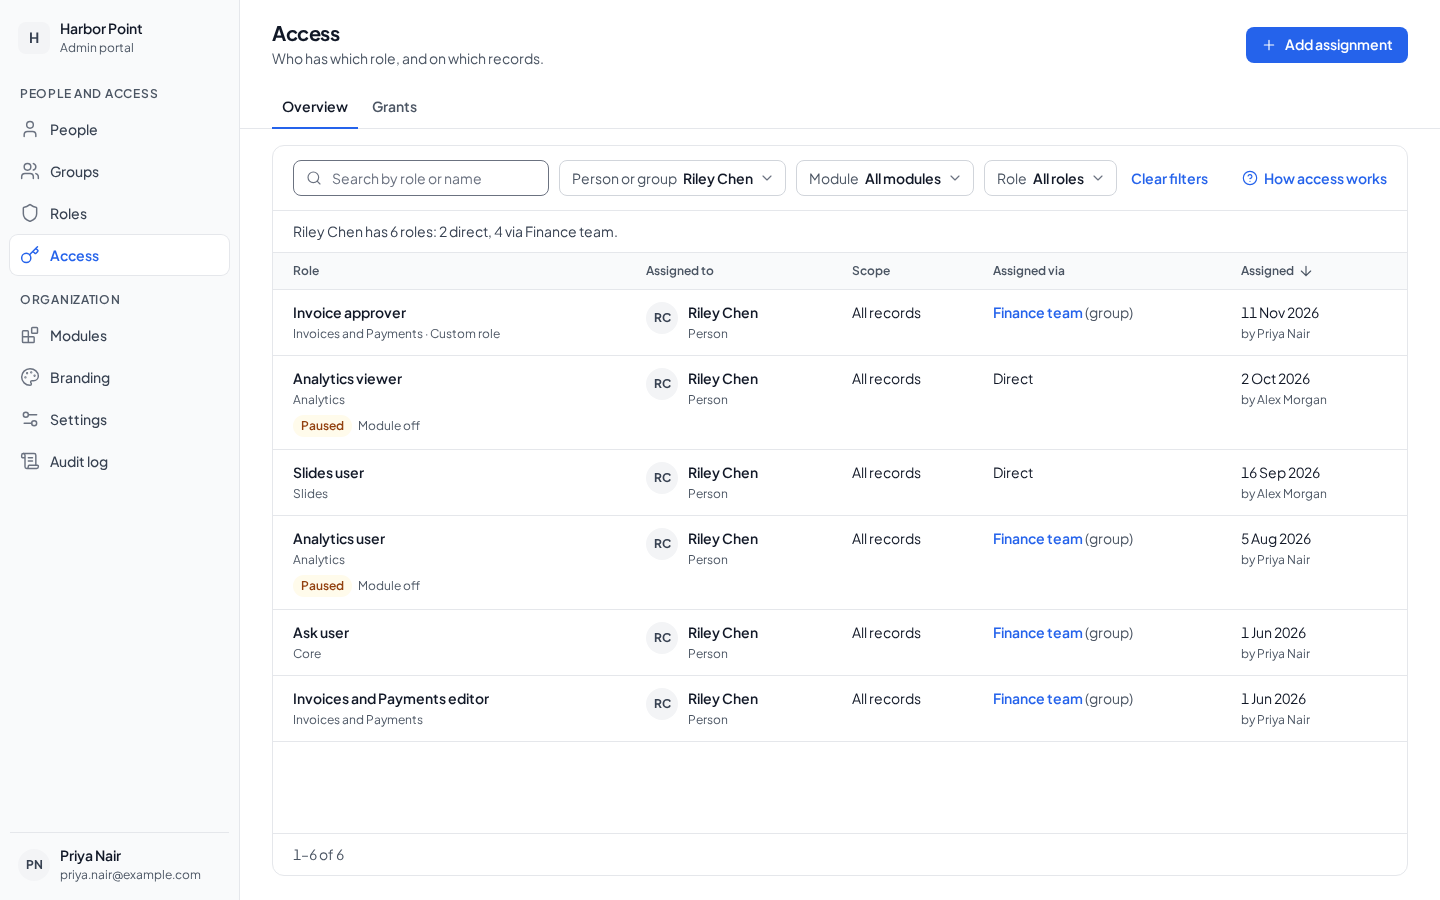 H
Harbor Point
Admin portal
PEOPLE AND ACCESS
People
Groups
Roles
Access
ORGANIZATION
Modules
Branding
Settings
Audit log
PN
Priya Nair
priya.nair@example.com
Access
Who has which role, and on which records.
Add assignment
Overview Grants
Search by role or name Person or group Riley Chen Module All modules Role All roles Clear filters How access works
Riley Chen has 6 roles: 2 direct, 4 via Finance team.
Role Assigned to Scope Assigned via Assigned
Invoice approver RC Riley Chen All records Finance team (group) 11 Nov 2026
Invoices and Payments · Custom role Person by Priya Nair
Analytics viewer RC Riley Chen All records Direct 2 Oct 2026
Analytics Person by Alex Morgan
Paused Module off
Slides user RC Riley Chen All records Direct 16 Sep 2026
Slides Person by Alex Morgan
Analytics user RC Riley Chen All records Finance team (group) 5 Aug 2026
Analytics Person by Priya Nair
Paused Module off
Ask user RC Riley Chen All records Finance team (group) 1 Jun 2026
Core Person by Priya Nair
Invoices and Payments editor RC Riley Chen All records Finance team (group) 1 Jun 2026
Invoices and Payments Person by Priya Nair
1–6 of 6